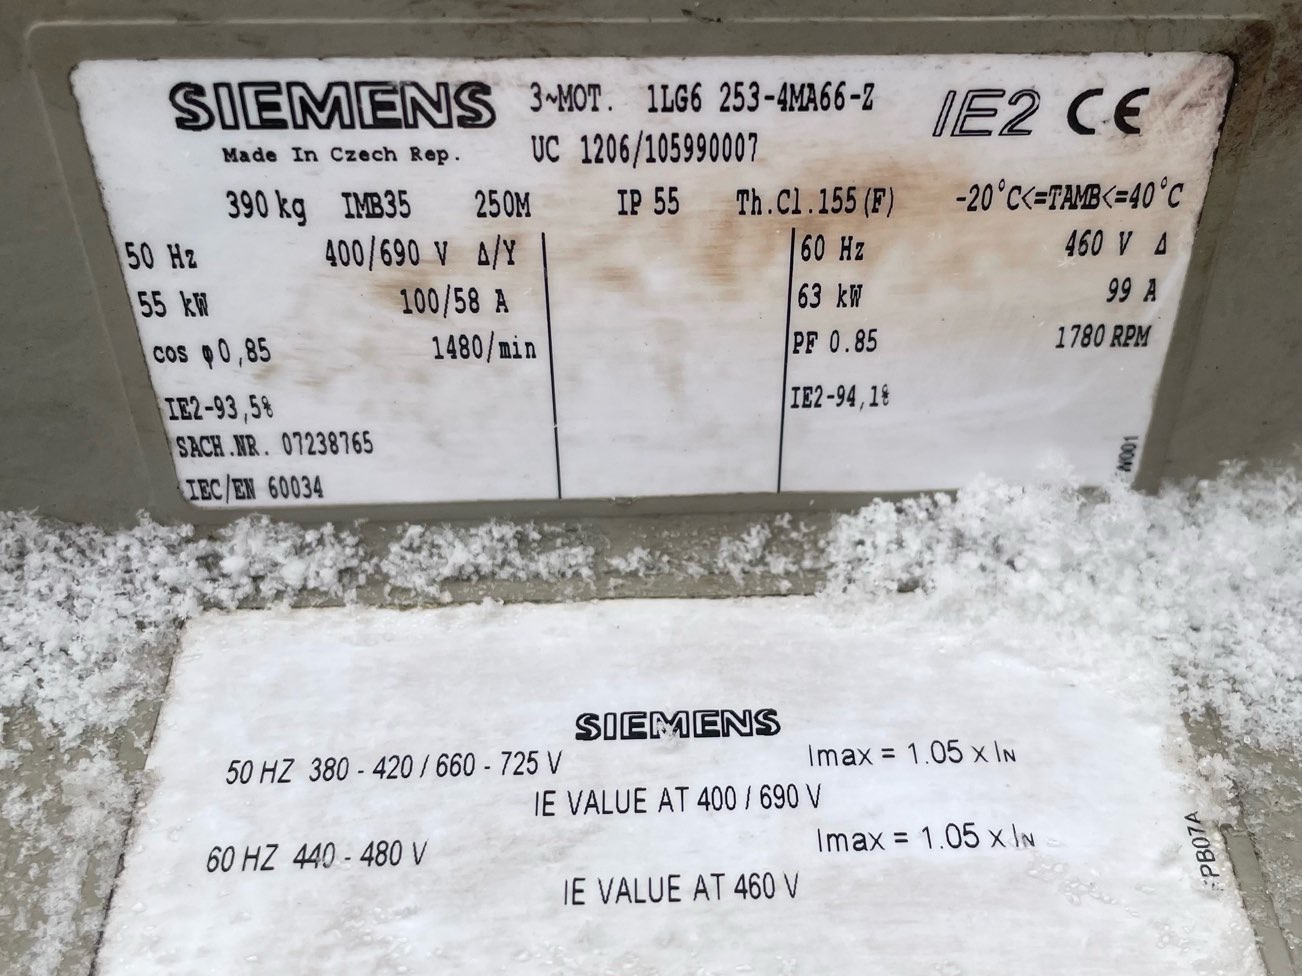 SIEMENS 3~MOT. 1LG6 253-4MA66-Z IE2 CE
Made In Czech Rep. UC 1206/105990007
390 kg IMB35 250M IP 55 Th.Cl.155(F) -20°C<=TAMB<=40°C
50 Hz 400/690 V Δ/Y 60 Hz 460 V Δ
55 kW 100/58 A 63 kW 99 A
cos φ0,85 1480/min PF 0.85 1780 RPM
IE2-93,5% IE2-94,1%
SACH.NR. 07238765
IEC/EN 60034
W001
SIEMENS
50 HZ 380 - 420 / 660 - 725 V Imax = 1.05 x IN
IE VALUE AT 400 / 690 V
60 HZ 440 - 480 V Imax = 1.05 x IN
IE VALUE AT 460 V
PB07A